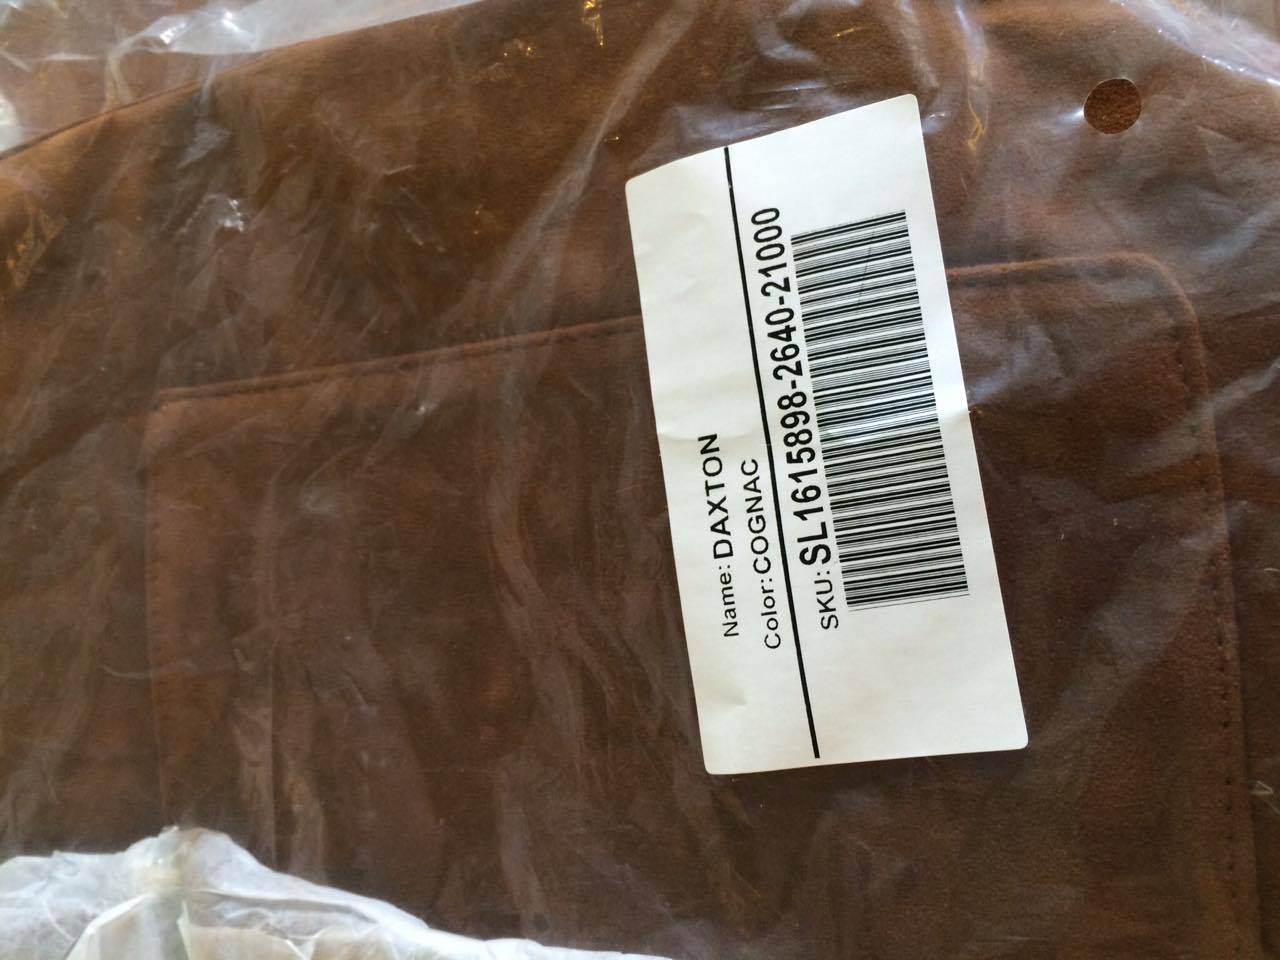 Name: DAXTON
Color: COGNAC
SKU: SL1615898-2640-21000